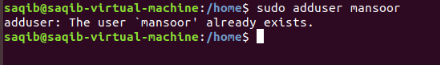 saqib@saqib-virtual-machine:/home$ sudo adduser mansoor
adduser: The user `mansoor' already exists.
saqib@saqib-virtual-machine:/home$